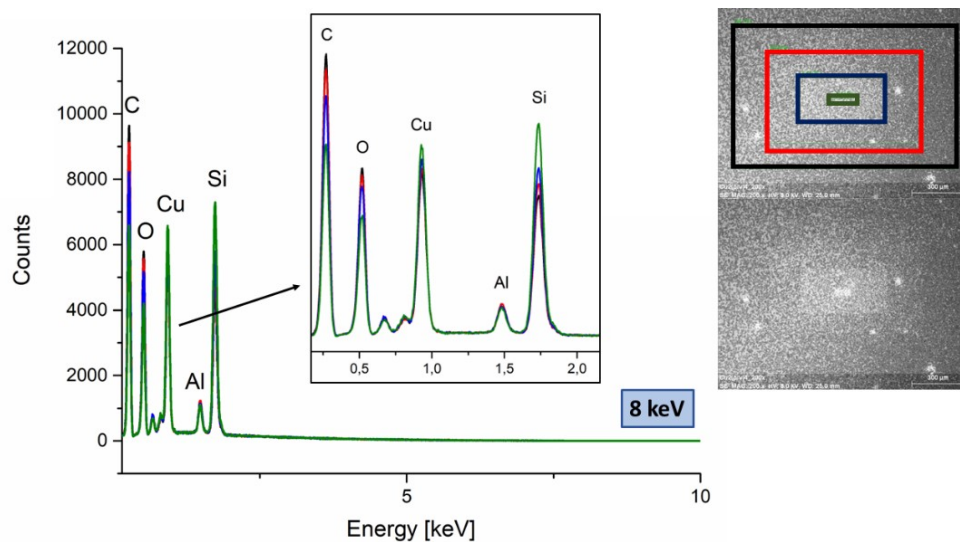 12000
10000
8000
6000
4000
2000
0
Counts
C
O
Cu
Si
Al
5
10
Energy [keV]
C
O
Cu
Al
Si
0,5
1,0
1,5
2,0
8 keV
300 µm
300 µm